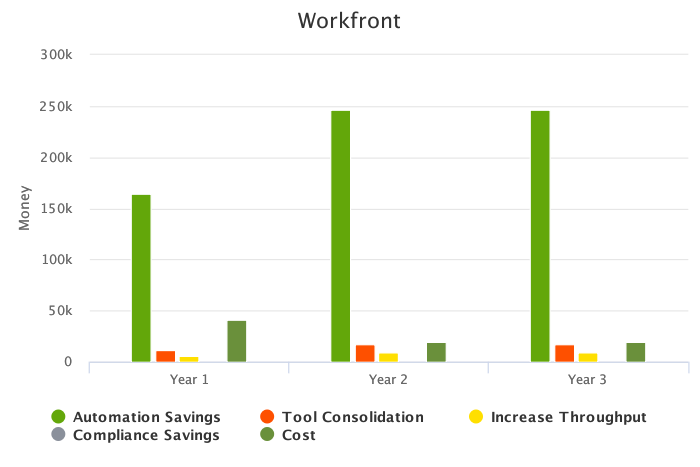 Workfront
300k
250k
200k
150k
100k
50k
0
Money
Year 1 Year 2 Year 3
Automation Savings Tool Consolidation Increase Throughput
Compliance Savings Cost